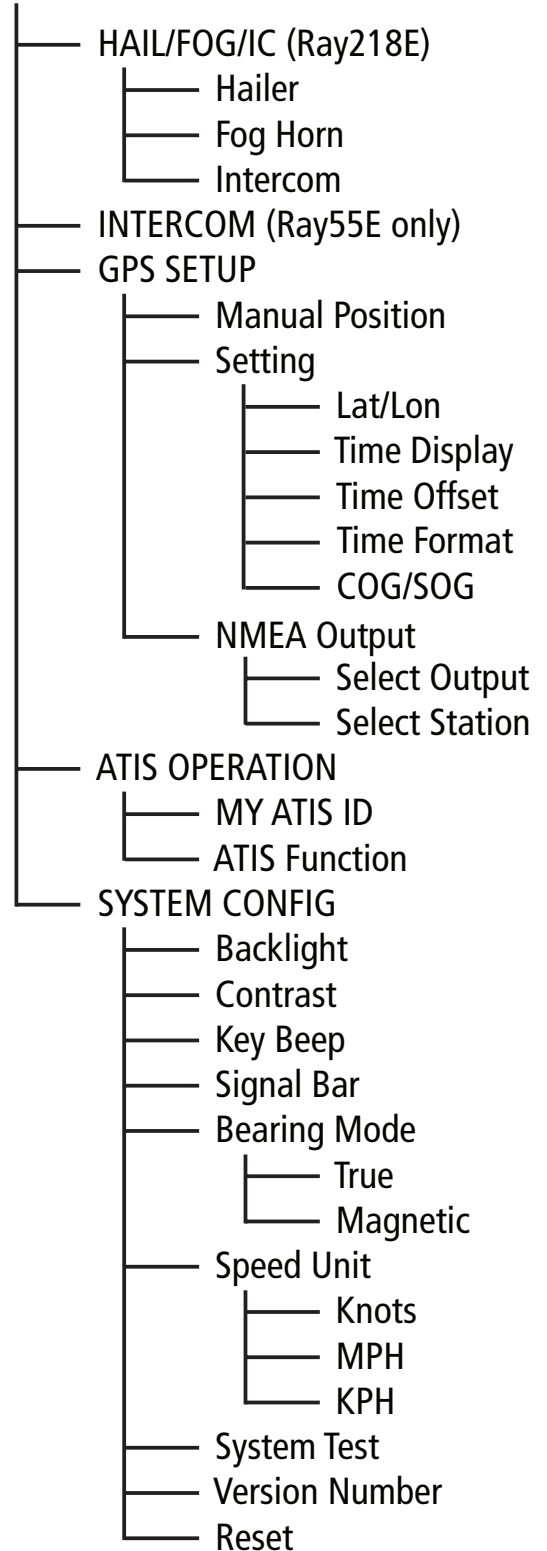 HAIL/FOG/IC (Ray218E)
Hailer
Fog Horn
Intercom
INTERCOM (Ray55E only)
GPS SETUP
Manual Position
Setting
Lat/Lon
Time Display
Time Offset
Time Format
COG/SOG
NMEA Output
Select Output
Select Station
ATIS OPERATION
MY ATIS ID
ATIS Function
SYSTEM CONFIG
Backlight
Contrast
Key Beep
Signal Bar
Bearing Mode
True
Magnetic
Speed Unit
Knots
MPH
KPH
System Test
Version Number
Reset